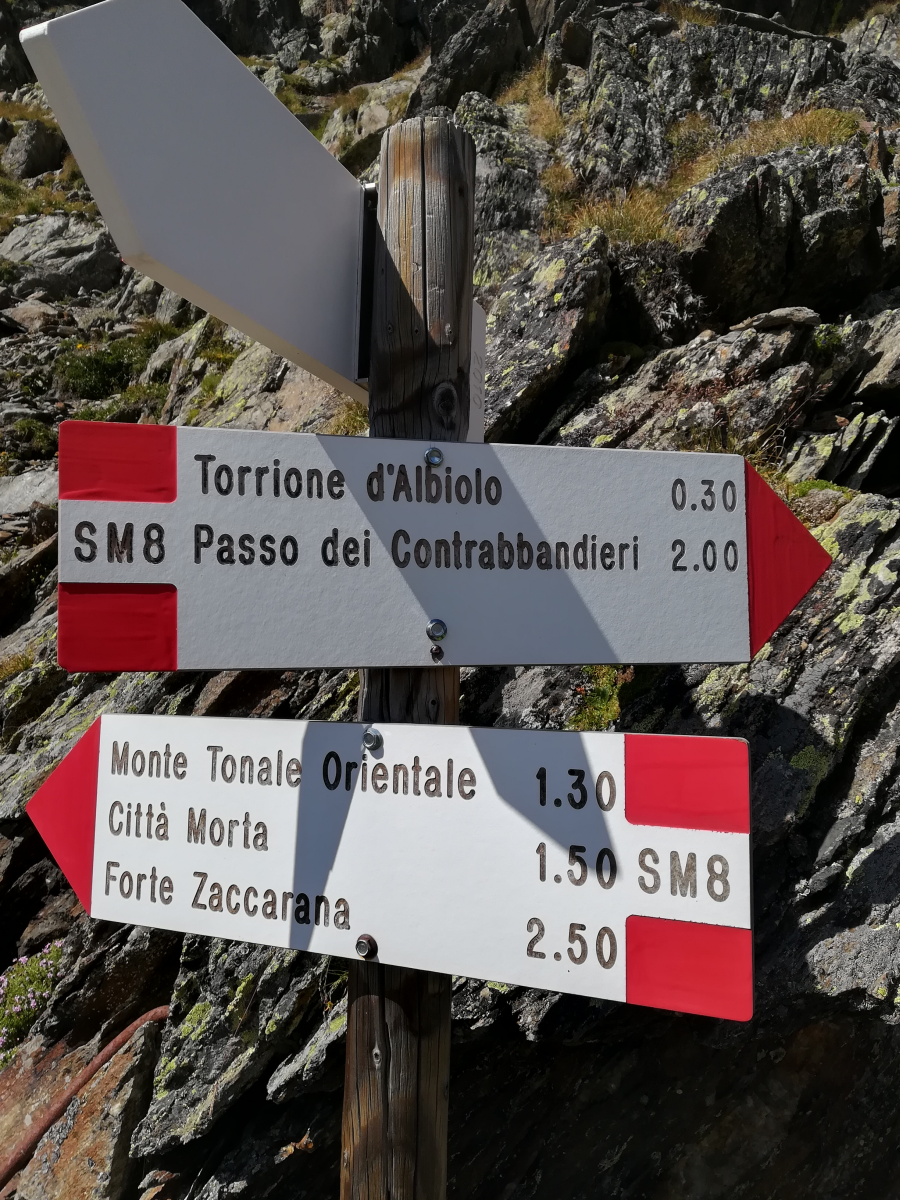 Torrione d'Albiolo 0.30
SM8 Passo dei Contrabbandieri 2.00
Monte Tonale Orientale 1.30
Città Morta 1.50 SM8
Forte Zaccarana 2.50